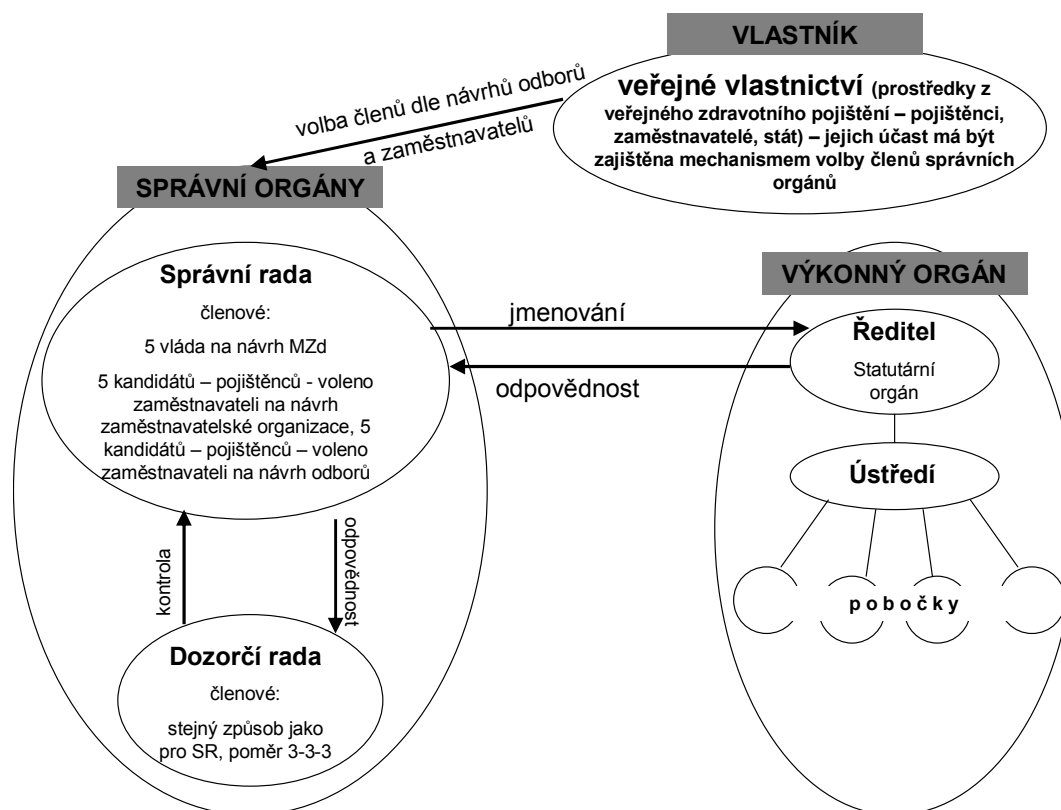 VLASTNÍK
veřejné vlastnictví (prostředky z
veřejného zdravotního pojištění – pojištěnci,
zaměstnavatelé, stát) – jejich účast má být
zajištěna mechanismem volby členů správních
orgánů
volba členů dle návrhů odborů
a zaměstnavatelů
SPRÁVNÍ ORGÁNY
Správní rada
členové:
5 vláda na návrh MZd
5 kandidátů – pojištěnců - voleno
zaměstnavateli na návrh
zaměstnavatelské organizace, 5
kandidátů – pojištěnců – voleno
zaměstnavateli na návrh odborů
kontrola
odpovědnost
Dozorčí rada
členové:
stejný způsob jako
pro SR, poměr 3-3-3
jmenování
odpovědnost
VÝKONNÝ ORGÁN
Ředitel
Statutární
orgán
Ústředí
p o b o č k y